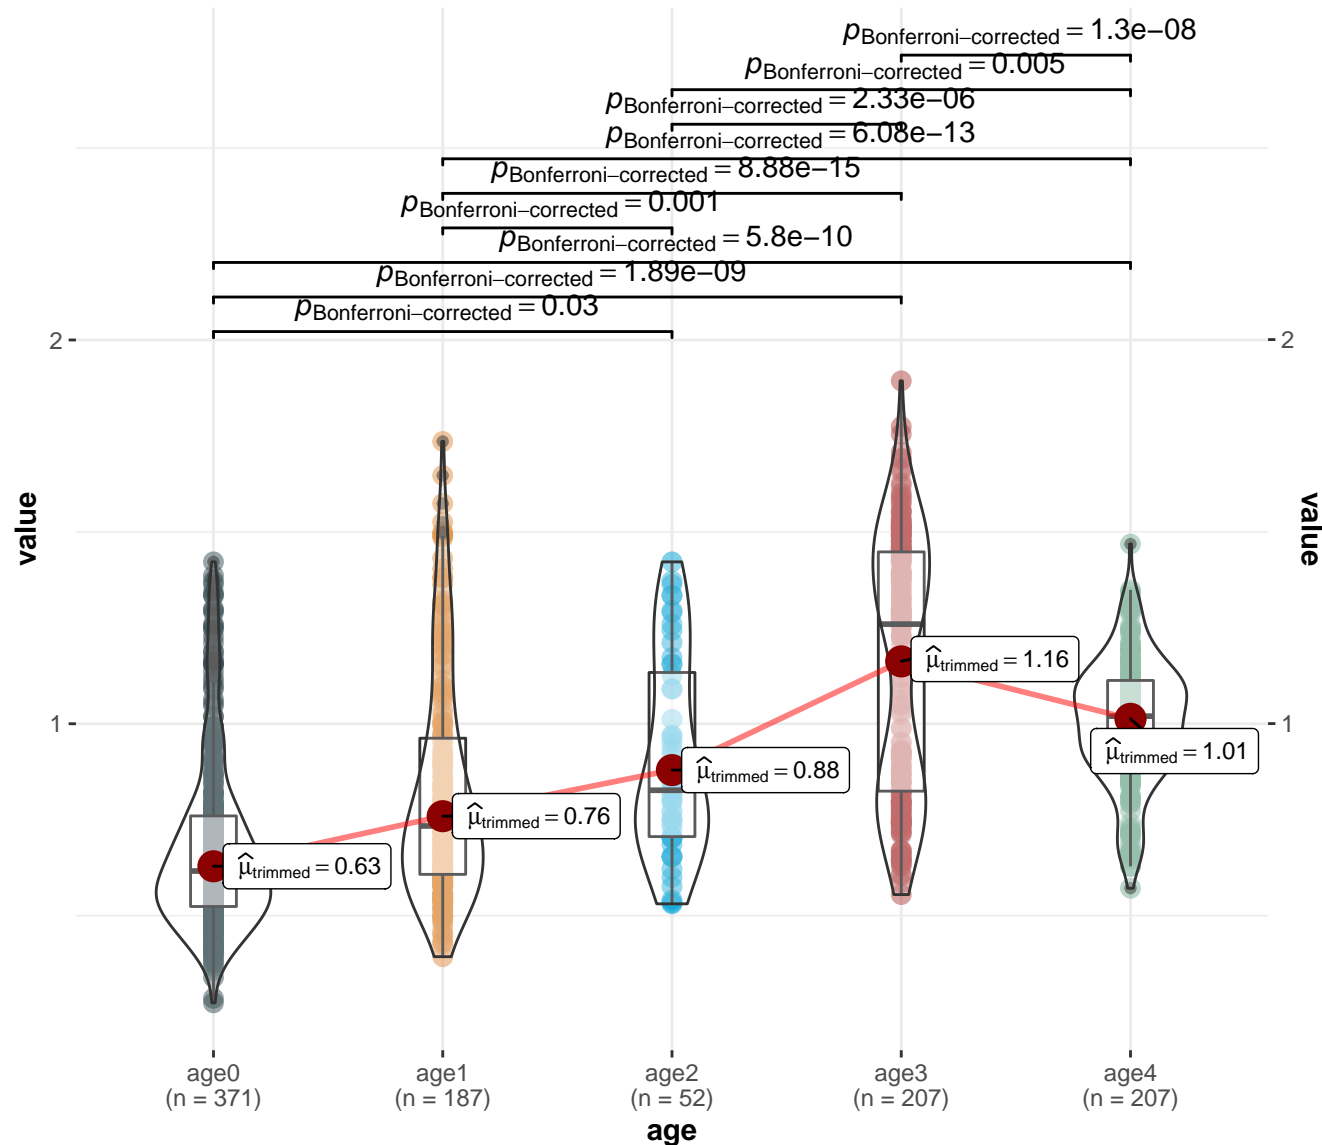 pBonferroni−corrected = 1.3e−08
pBonferroni−corrected = 0.005
pBonferroni−corrected = 2.33e−06
pBonferroni−corrected = 6.08e−13
pBonferroni−corrected = 8.88e−15
pBonferroni−corrected = 0.001
pBonferroni−corrected = 5.8e−10
pBonferroni−corrected = 1.89e−09
pBonferroni−corrected = 0.03
2
2
value
value
1
1
μ̂trimmed = 1.16
μ̂trimmed = 1.01
μ̂trimmed = 0.88
μ̂trimmed = 0.76
μ̂trimmed = 0.63
age0
(n = 371)
age1
(n = 187)
age2
(n = 52)
age3
(n = 207)
age4
(n = 207)
age